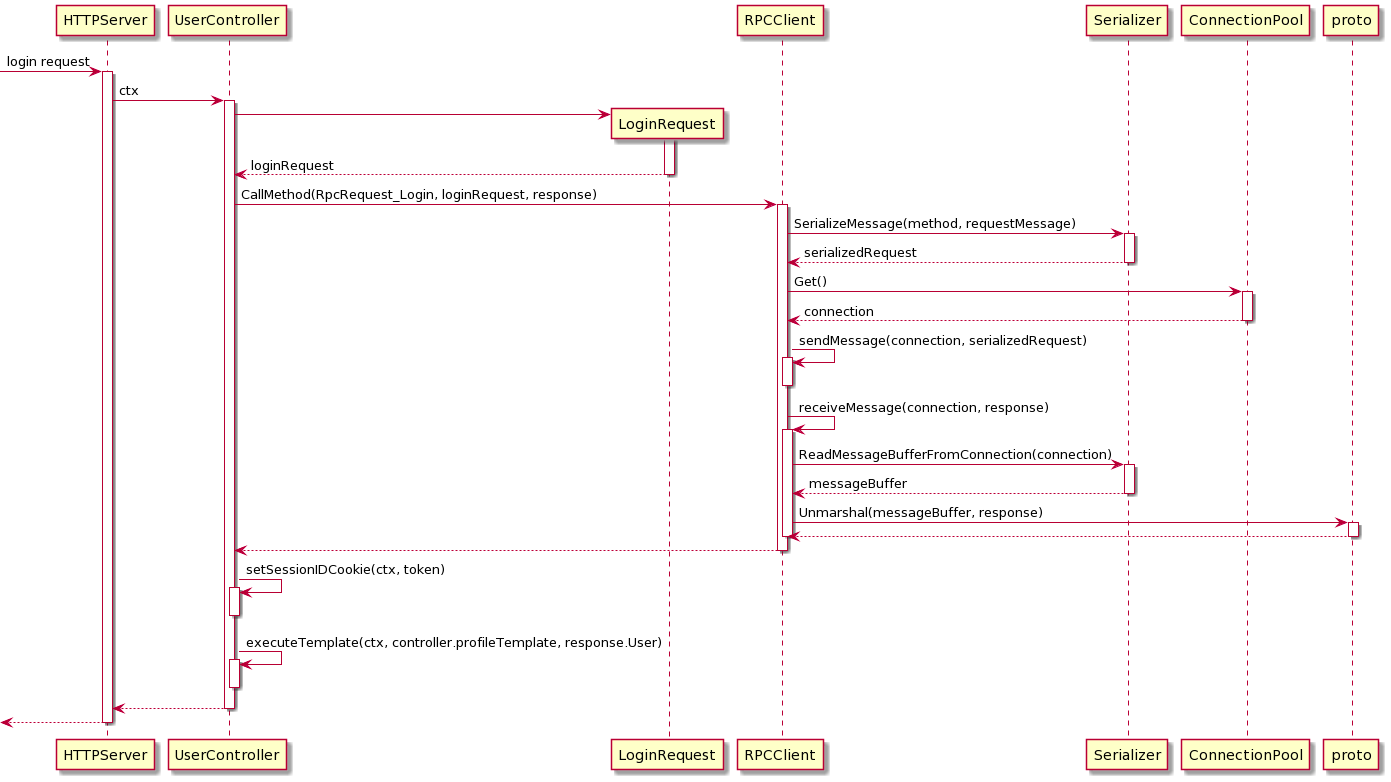 HTTPServer UserController RPCClient Serializer ConnectionPool proto
login request
ctx
LoginRequest
loginRequest
CallMethod(RpcRequest_Login, loginRequest, response)
SerializeMessage(method, requestMessage)
serializedRequest
Get()
connection
sendMessage(connection, serializedRequest)
receiveMessage(connection, response)
ReadMessageBufferFromConnection(connection)
messageBuffer
Unmarshal(messageBuffer, response)
setSessionIDCookie(ctx, token)
executeTemplate(ctx, controller.profileTemplate, response.User)
HTTPServer UserController LoginRequest RPCClient Serializer ConnectionPool proto